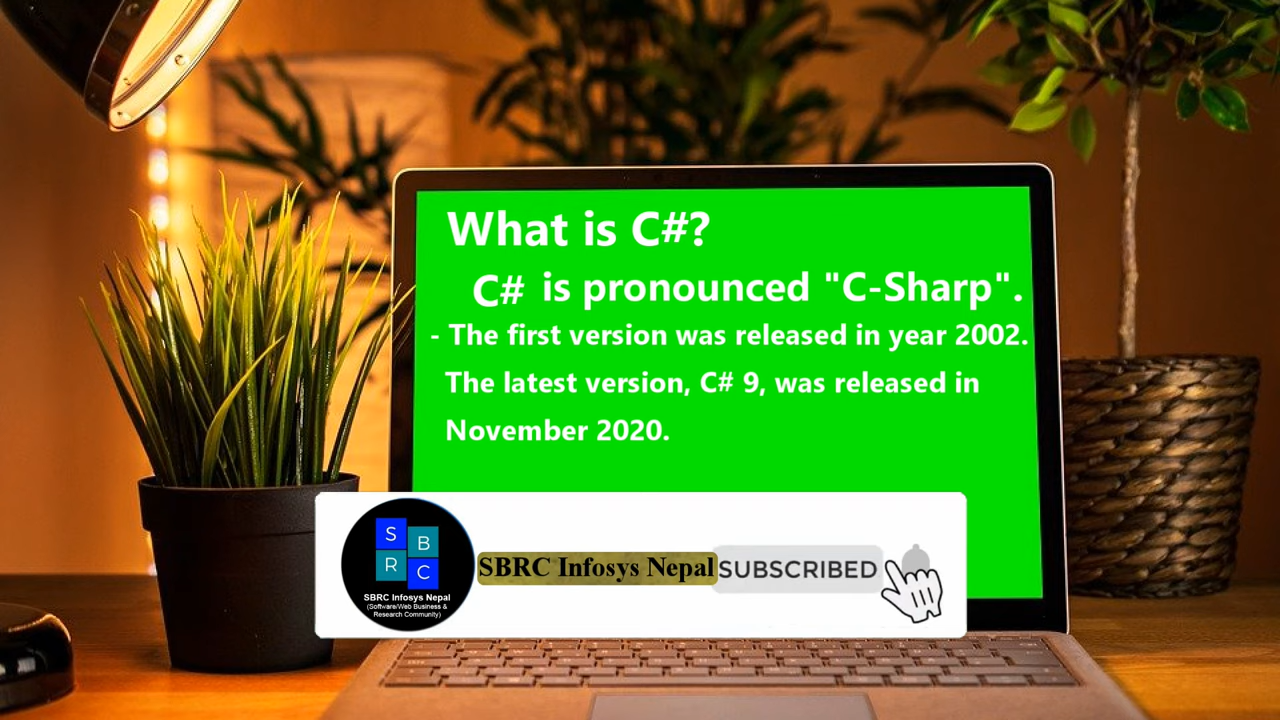 What is C#?
C# is pronounced "C-Sharp".
- The first version was released in year 2002.
The latest version, C# 9, was released in
November 2020.
S B
R C
SBRC Infosys Nepal
(Software/Web Business &
Research Community)
SBRC Infosys Nepal SUBSCRIBED